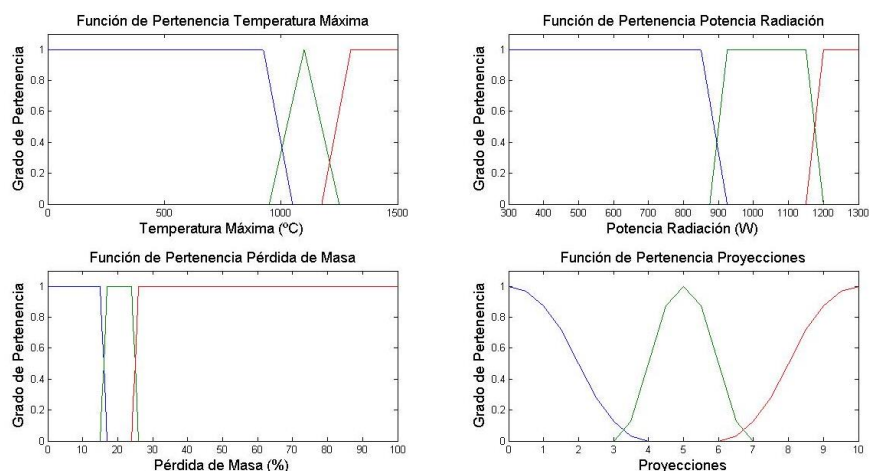 Función de Pertenencia Temperatura Máxima
Grado de Pertenencia
1
0.8
0.6
0.4
0.2
0
0 500 1000 1500
Temperatura Máxima (ºC)
Función de Pertenencia Potencia Radiación
Grado de Pertenencia
1
0.8
0.6
0.4
0.2
0
300 400 500 600 700 800 900 1000 1100 1200 1300
Potencia Radiación (W)
Función de Pertenencia Pérdida de Masa
Grado de Pertenencia
1
0.8
0.6
0.4
0.2
0
0 10 20 30 40 50 60 70 80 90 100
Pérdida de Masa (%)
Función de Pertenencia Proyecciones
Grado de Pertenencia
1
0.8
0.6
0.4
0.2
0
0 1 2 3 4 5 6 7 8 9 10
Proyecciones